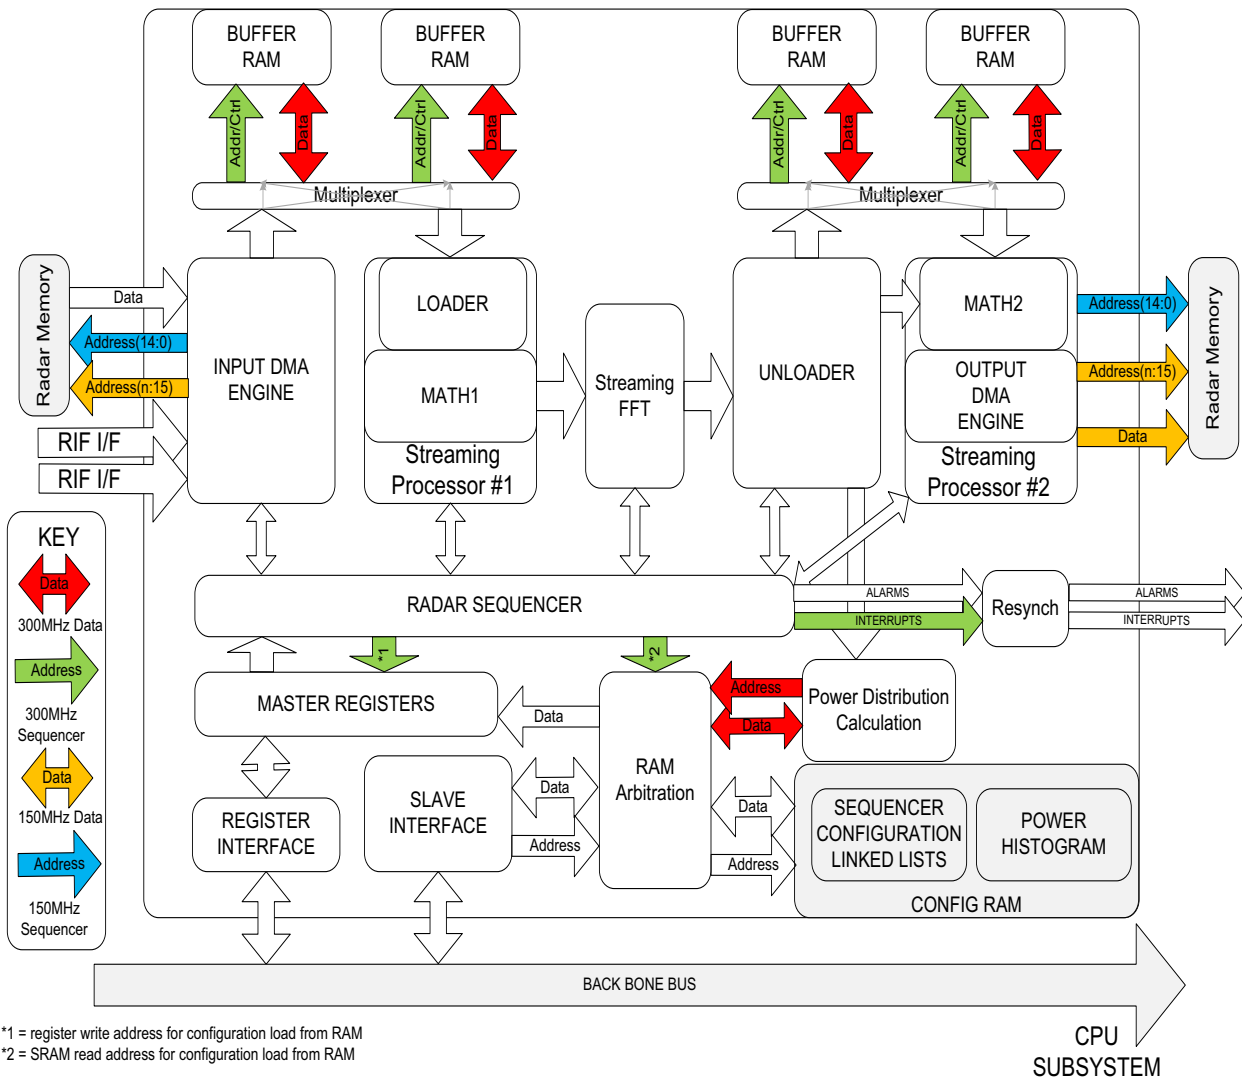 BUFFER
RAM
BUFFER
RAM
BUFFER
RAM
BUFFER
RAM
Addr/Ctrl
Data
Addr/Ctrl
Data
Addr/Ctrl
Data
Addr/Ctrl
Data
Multiplexer
Multiplexer
Radar Memory
Data
Address(14:0)
Address(n:15)
RIF I/F
RIF I/F
INPUT DMA
ENGINE
LOADER
MATH1
Streaming
Processor #1
Streaming
FFT
UNLOADER
MATH2
OUTPUT
DMA
ENGINE
Streaming
Processor #2
Address(14:0)
Address(n:15)
Data
Radar Memory
KEY
Data
300MHz Data
Address
300MHz
Sequencer
Data
150MHz Data
Address
150MHz
Sequencer
RADAR SEQUENCER
ALARMS
INTERRUPTS
Resynch
ALARMS
INTERRUPTS
*1
*2
MASTER REGISTERS
Data
RAM
Arbitration
Address
Data
Power Distribution
Calculation
REGISTER
INTERFACE
SLAVE
INTERFACE
Data
Address
Data
Address
SEQUENCER
CONFIGURATION
LINKED LISTS
POWER
HISTOGRAM
CONFIG RAM
BACK BONE BUS
*1 = register write address for configuration load from RAM
*2 = SRAM read address for configuration load from RAM
CPU
SUBSYSTEM